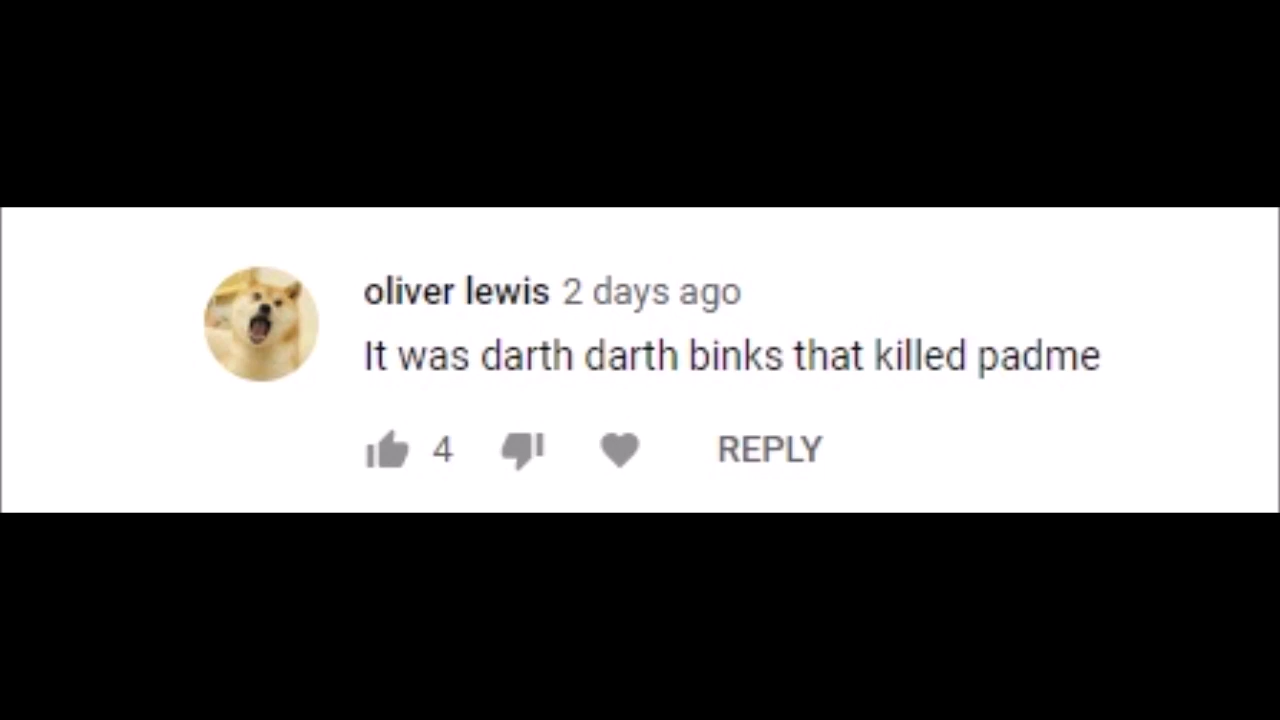 oliver lewis 2 days ago
It was darth darth binks that killed padme
4 REPLY